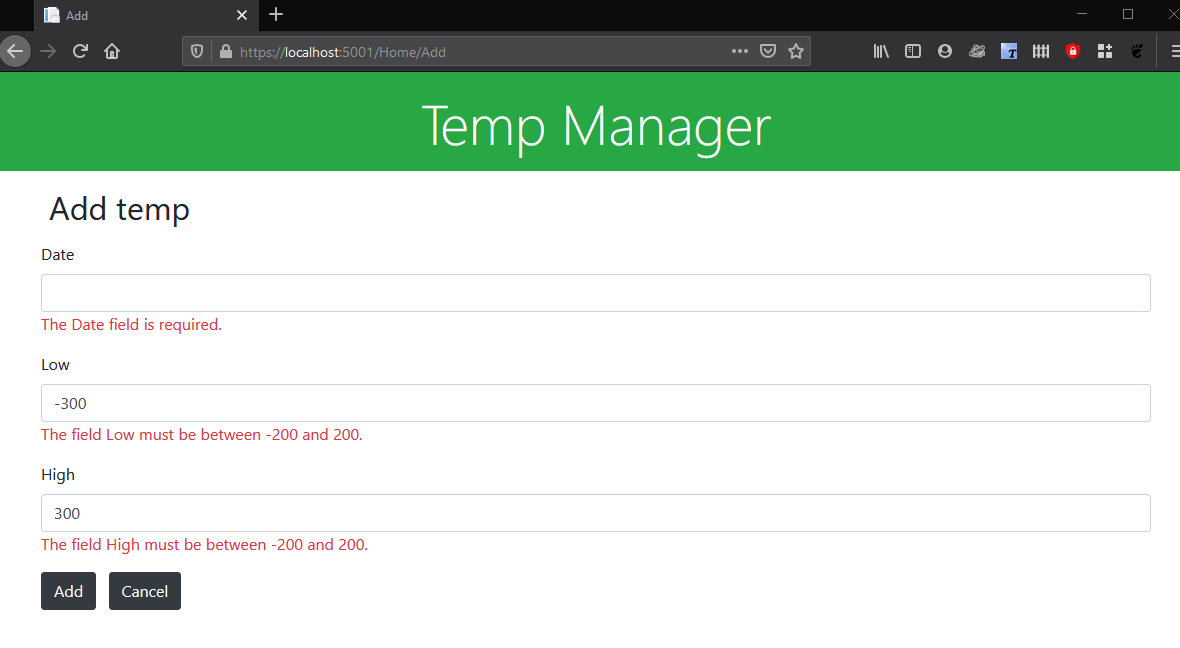 Add
https://localhost:5001/Home/Add
Temp Manager
Add temp
Date
The Date field is required.
Low
-300
The field Low must be between -200 and 200.
High
300
The field High must be between -200 and 200.
Add Cancel